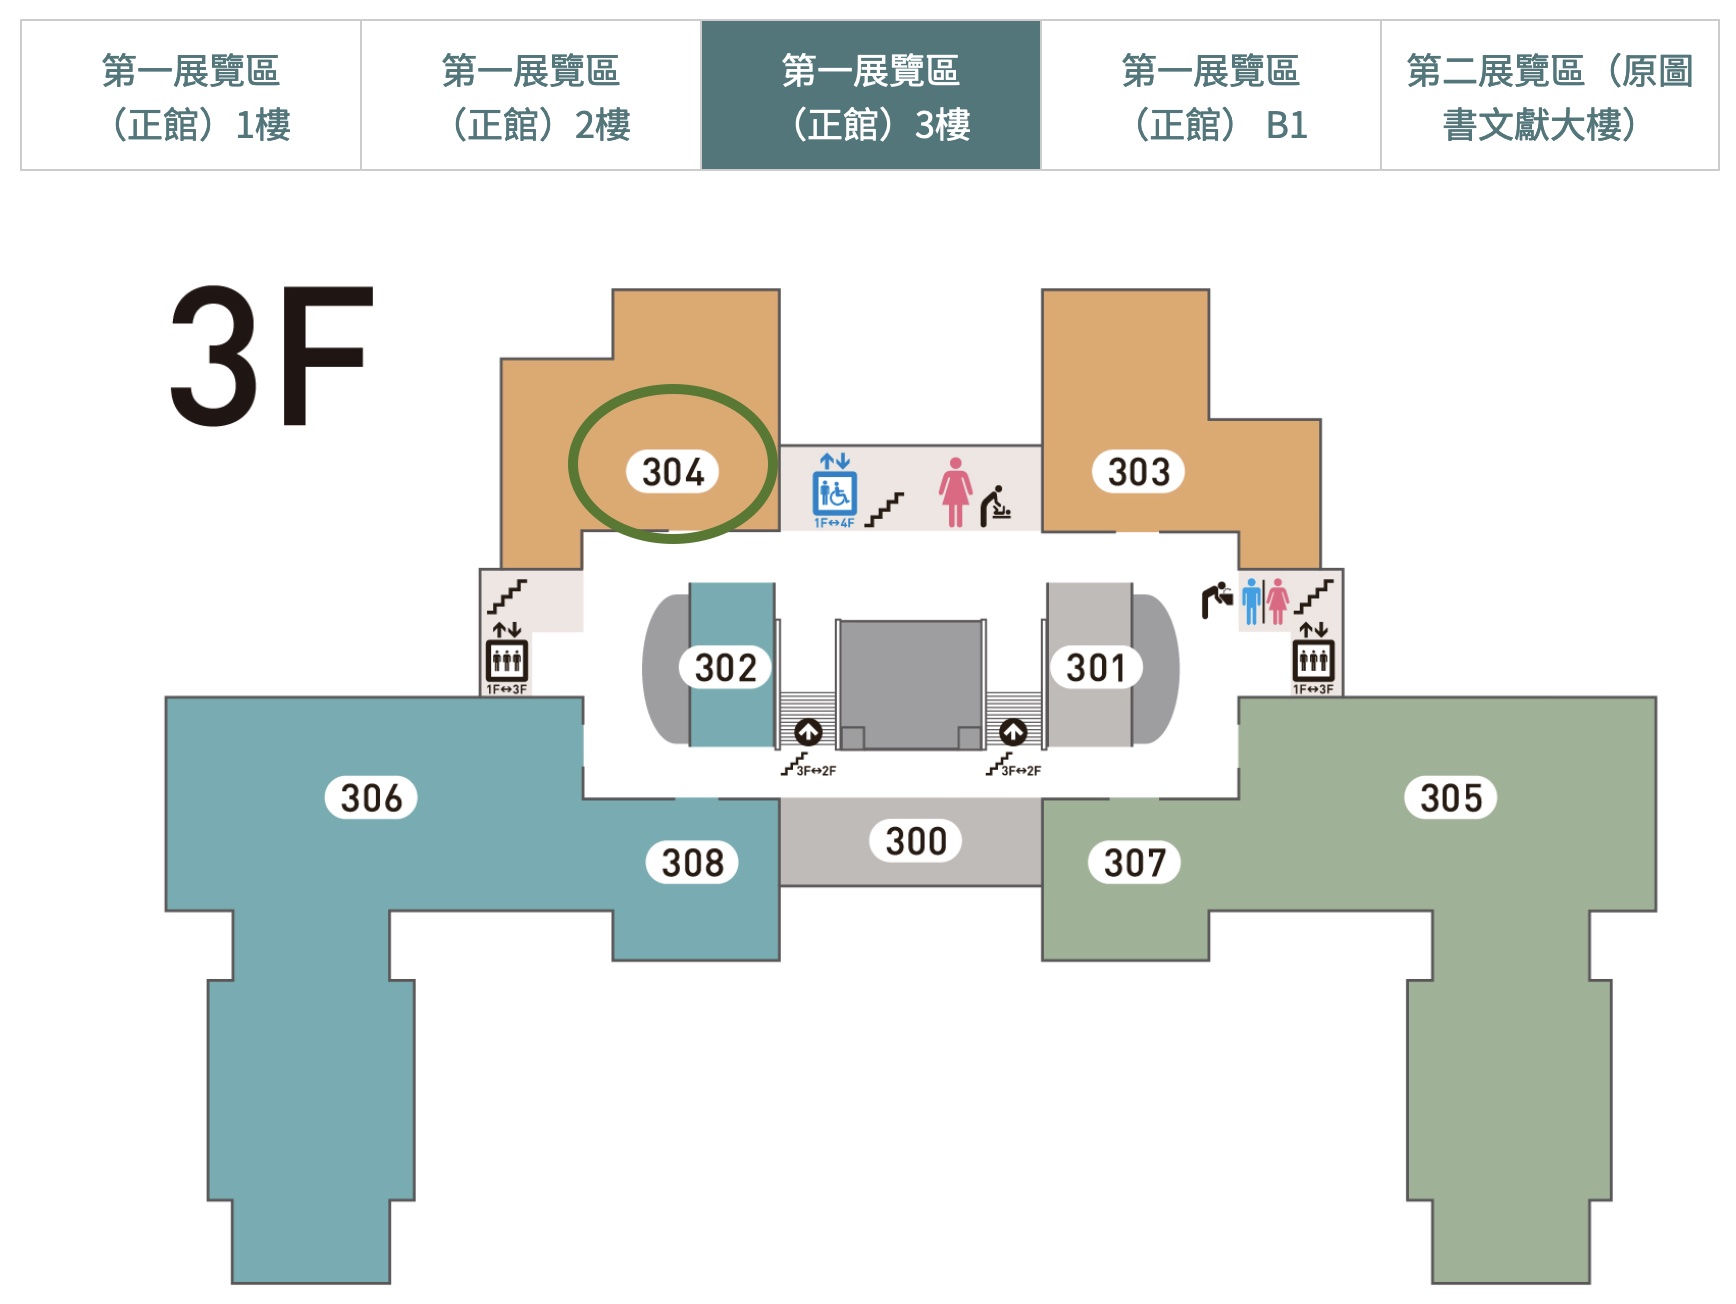 第一展覽區
（正館）1樓
第一展覽區
（正館）2樓
第一展覽區
（正館）3樓
第一展覽區
（正館） B1
第二展覽區（原圖
書文獻大樓）
3F
304
303
1F↔4F
302
301
1F↔3F
1F↔3F
3F↔2F
3F↔2F
306
305
300
308
307